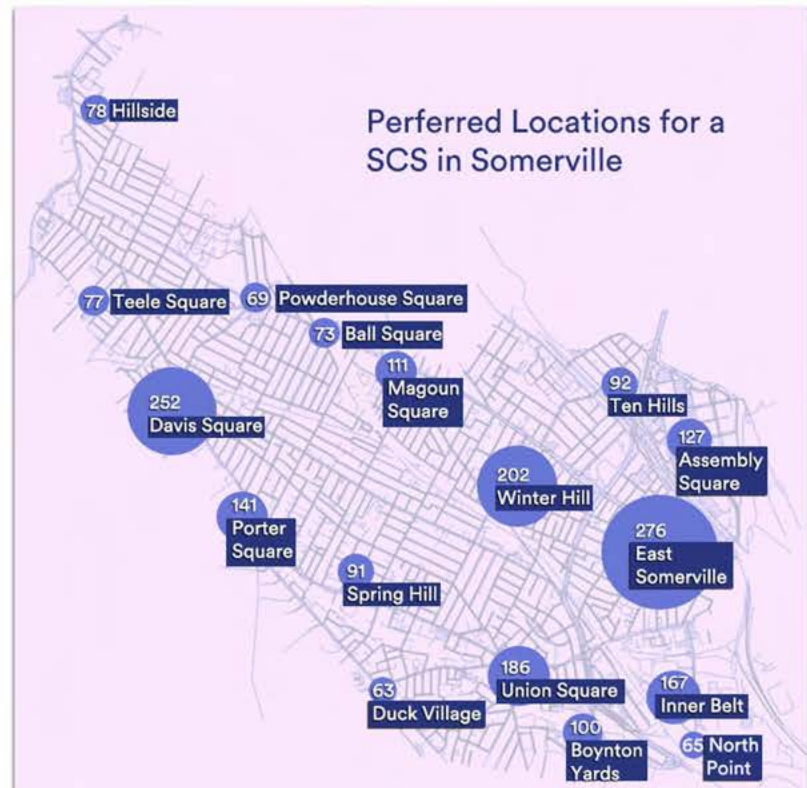 78 Hillside
Perferred Locations for a
SCS in Somerville
77 Teele Square
69 Powderhouse Square
73 Ball Square
111
Magoun
Square
92
Ten Hills
252
Davis Square
127
Assembly
Square
202
Winter Hill
141
Porter
Square
276
East
Somerville
91
Spring Hill
186
Union Square
167
Inner Belt
63
Duck Village
100
Boynton
Yards
65 North
Point